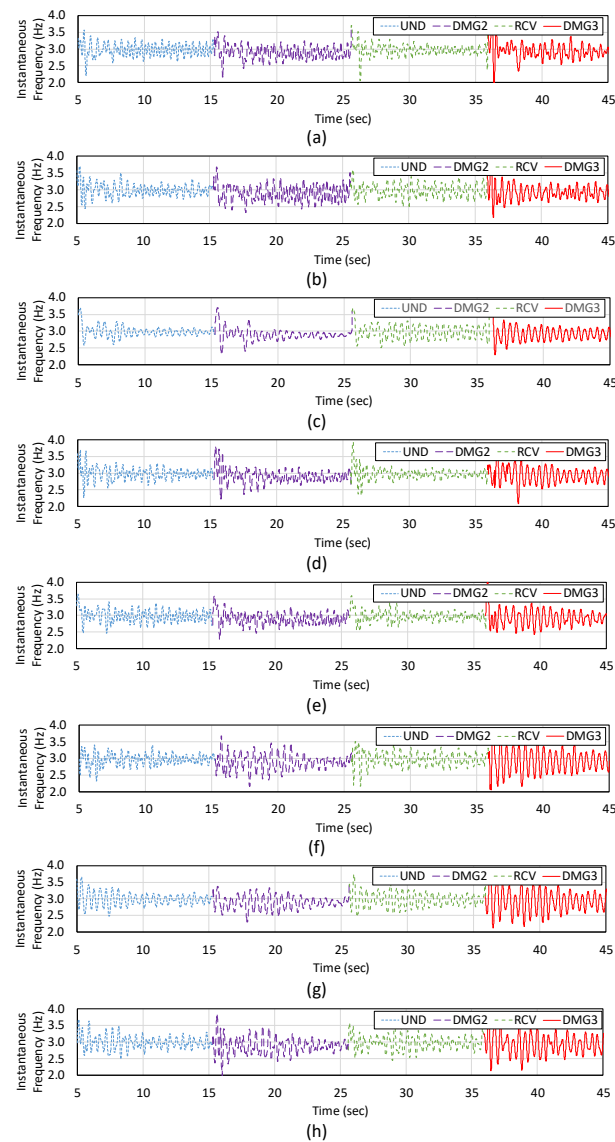 Instantaneous
Frequency (Hz)
4.0
3.5
3.0
2.5
2.0
UND DMG2 RCV DMG3
5 10 15 20 25 30 35 40 45
Time (sec)
(a)
Instantaneous
Frequency (Hz)
4.0
3.5
3.0
2.5
2.0
UND DMG2 RCV DMG3
5 10 15 20 25 30 35 40 45
Time (sec)
(b)
Instantaneous
Frequency (Hz)
4.0
3.5
3.0
2.5
2.0
UND DMG2 RCV DMG3
5 10 15 20 25 30 35 40 45
Time (sec)
(c)
Instantaneous
Frequency (Hz)
4.0
3.5
3.0
2.5
2.0
UND DMG2 RCV DMG3
5 10 15 20 25 30 35 40 45
Time (sec)
(d)
Instantaneous
Frequency (Hz)
4.0
3.5
3.0
2.5
2.0
UND DMG2 RCV DMG3
5 10 15 20 25 30 35 40 45
Time (sec)
(e)
Instantaneous
Frequency (Hz)
4.0
3.5
3.0
2.5
2.0
UND DMG2 RCV DMG3
5 10 15 20 25 30 35 40 45
Time (sec)
(f)
Instantaneous
Frequency (Hz)
4.0
3.5
3.0
2.5
2.0
UND DMG2 RCV DMG3
5 10 15 20 25 30 35 40 45
Time (sec)
(g)
Instantaneous
Frequency (Hz)
4.0
3.5
3.0
2.5
2.0
UND DMG2 RCV DMG3
5 10 15 20 25 30 35 40 45
Time (sec)
(h)